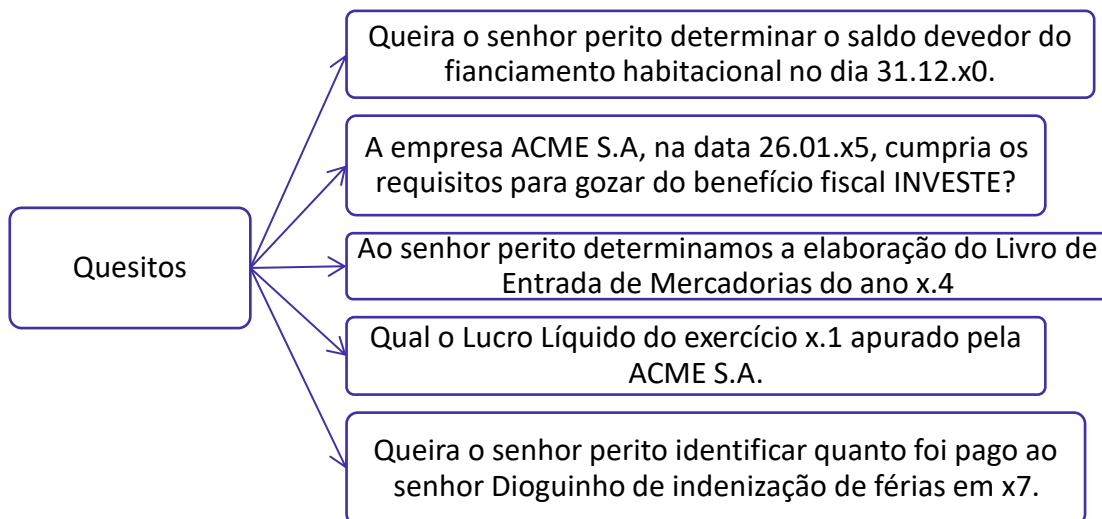 Queira o senhor perito determinar o saldo devedor do
fianciamento habitacional no dia 31.12.x0.
A empresa ACME S.A, na data 26.01.x5, cumpria os
requisitos para gozar do benefício fiscal INVESTE?
Quesitos
Ao senhor perito determinamos a elaboração do Livro de
Entrada de Mercadorias do ano x.4
Qual o Lucro Líquido do exercício x.1 apurado pela
ACME S.A.
Queira o senhor perito identificar quanto foi pago ao
senhor Dioguinho de indenização de férias em x7.